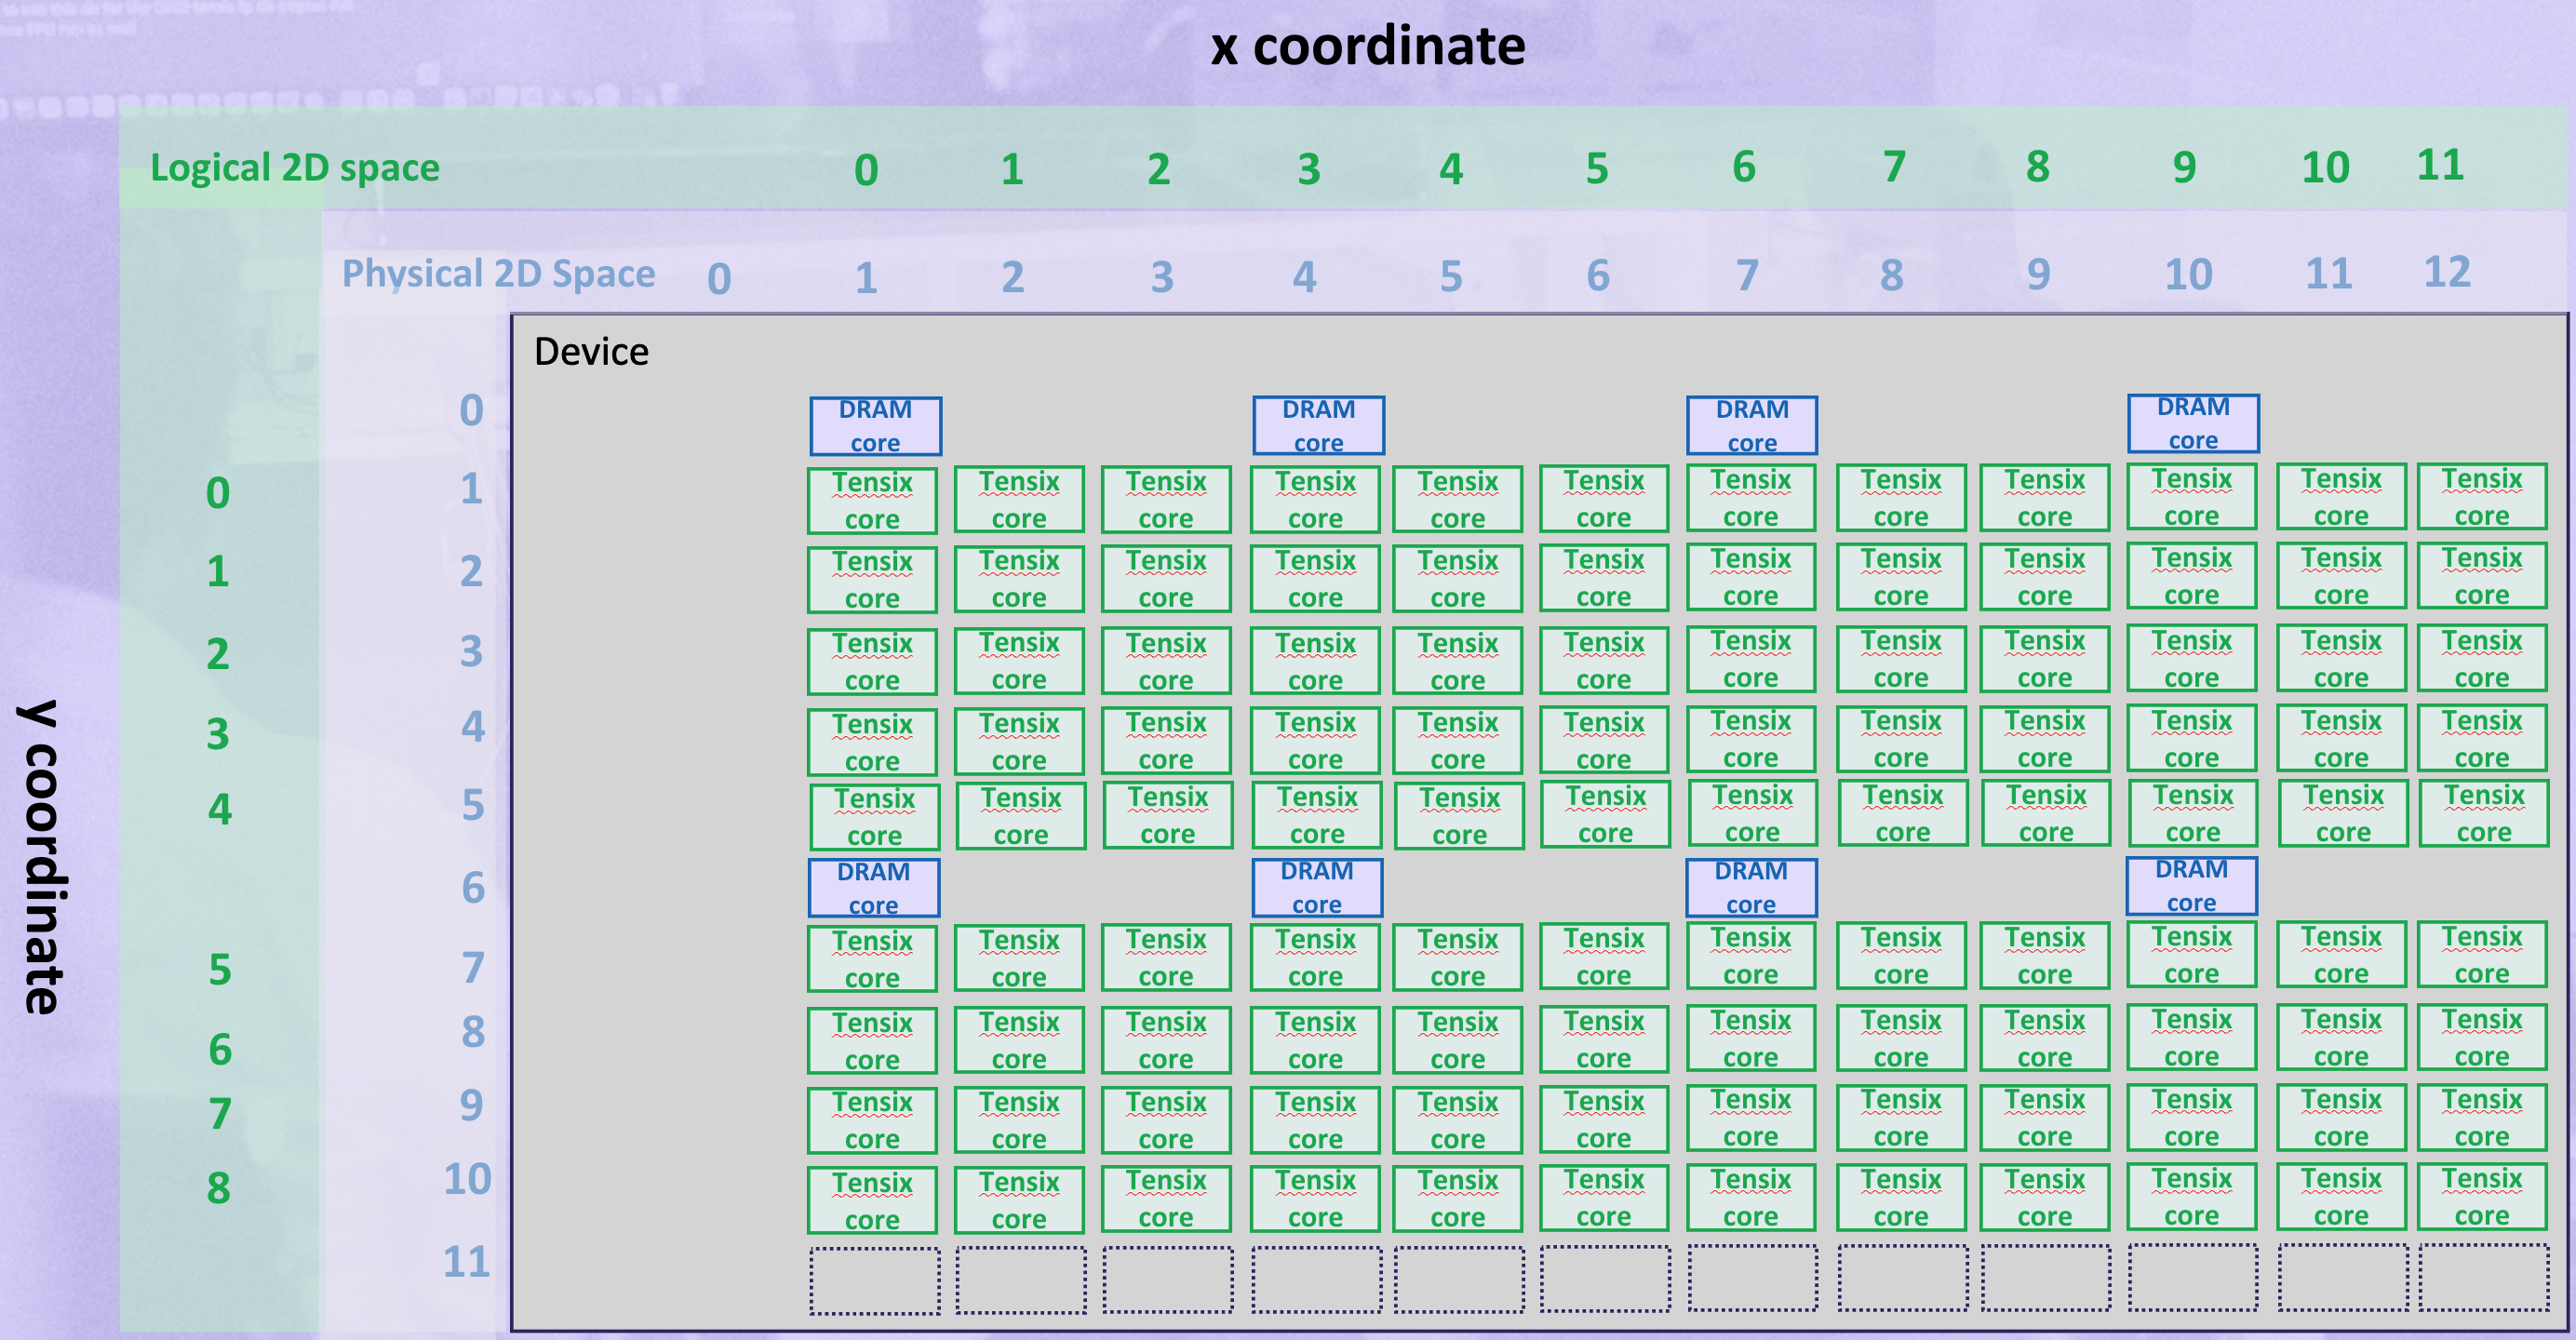 x coordinate
Logical 2D space 0 1 2 3 4 5 6 7 8 9 10 11
Physical 2D Space 0 1 2 3 4 5 6 7 8 9 10 11 12
Device
y coordinate
0 DRAM DRAM DRAM DRAM
core core core core
0 1 Tensix Tensix Tensix Tensix Tensix Tensix Tensix Tensix Tensix Tensix Tensix Tensix
core core core core core core core core core core core core
1 2 Tensix Tensix Tensix Tensix Tensix Tensix Tensix Tensix Tensix Tensix Tensix Tensix
core core core core core core core core core core core core
2 3 Tensix Tensix Tensix Tensix Tensix Tensix Tensix Tensix Tensix Tensix Tensix Tensix
core core core core core core core core core core core core
3 4 Tensix Tensix Tensix Tensix Tensix Tensix Tensix Tensix Tensix Tensix Tensix Tensix
core core core core core core core core core core core core
4 5 Tensix Tensix Tensix Tensix Tensix Tensix Tensix Tensix Tensix Tensix Tensix Tensix
core core core core core core core core core core core core
6 DRAM DRAM DRAM DRAM
core core core core
5 7 Tensix Tensix Tensix Tensix Tensix Tensix Tensix Tensix Tensix Tensix Tensix Tensix
core core core core core core core core core core core core
6 8 Tensix Tensix Tensix Tensix Tensix Tensix Tensix Tensix Tensix Tensix Tensix Tensix
core core core core core core core core core core core core
7 9 Tensix Tensix Tensix Tensix Tensix Tensix Tensix Tensix Tensix Tensix Tensix Tensix
core core core core core core core core core core core core
8 10 Tensix Tensix Tensix Tensix Tensix Tensix Tensix Tensix Tensix Tensix Tensix Tensix
core core core core core core core core core core core core
11